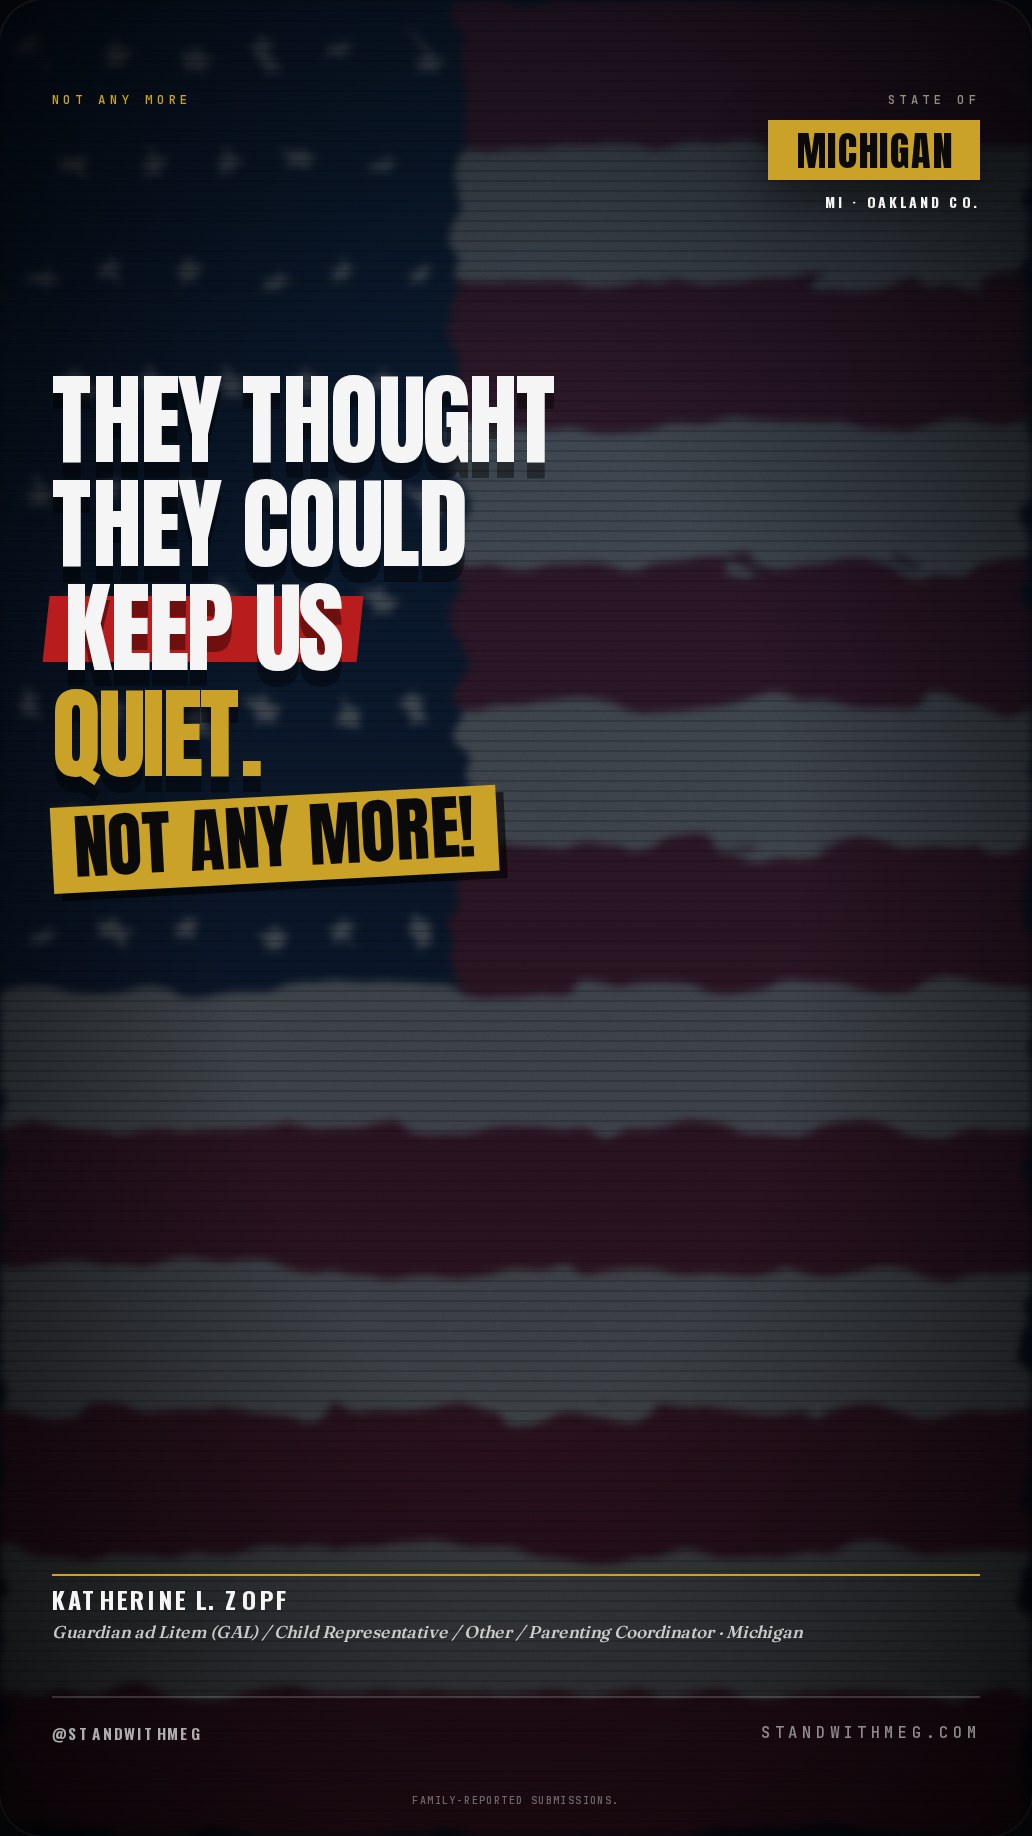 NOT ANY MORE
STATE OF
MICHIGAN
MI · OAKLAND CO.
THEY THOUGHT
THEY COULD
KEEP US
QUIET.
NOT ANY MORE!
KATHERINE L. ZOPF
Guardian ad Litem (GAL) / Child Representative / Other / Parenting Coordinator · Michigan
@STANDWITHMEG
STANDWITHMEG.COM
FAMILY-REPORTED SUBMISSIONS.